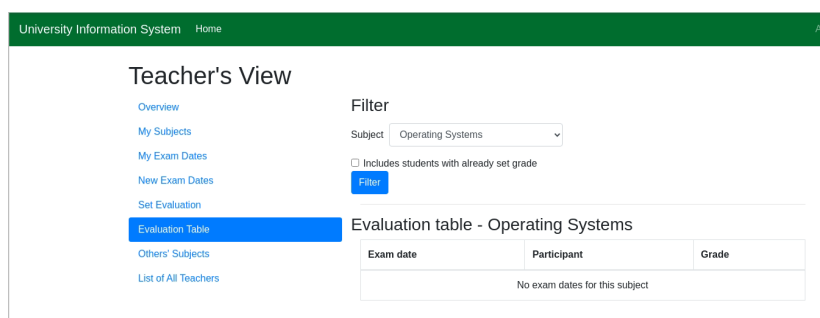 University Information System Home
Teacher's View
Overview
My Subjects
My Exam Dates
New Exam Dates
Set Evaluation
Evaluation Table
Others' Subjects
List of All Teachers
Filter
Subject Operating Systems
Includes students with already set grade
Filter
Evaluation table - Operating Systems
Exam date Participant Grade
No exam dates for this subject